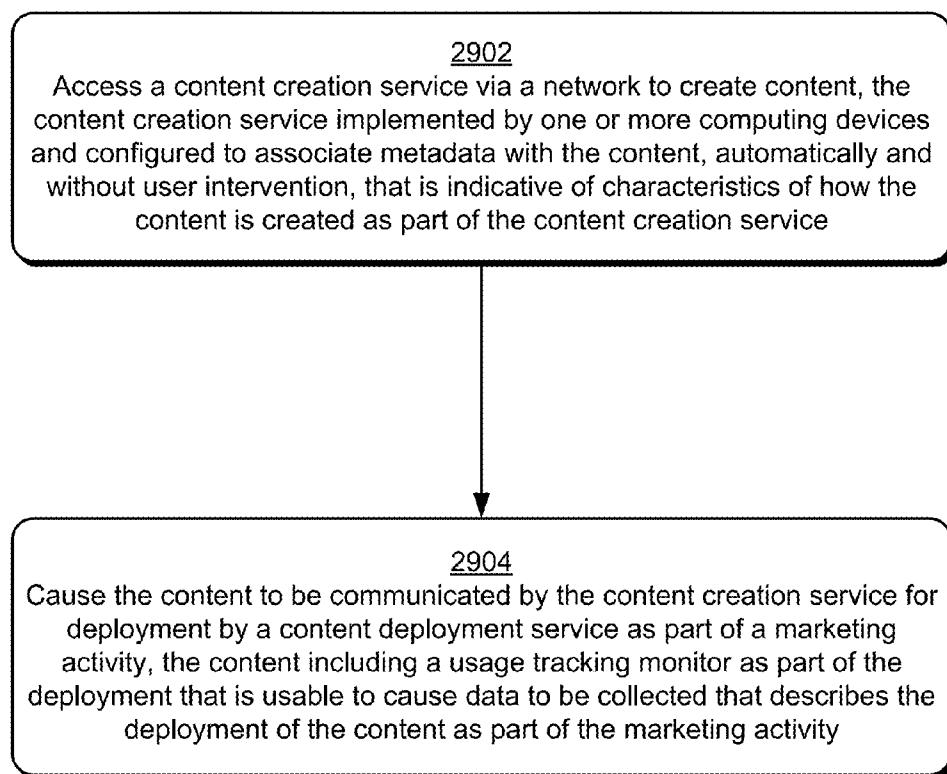 2902
Access a content creation service via a network to create content, the
content creation service implemented by one or more computing devices
and configured to associate metadata with the content, automatically and
without user intervention, that is indicative of characteristics of how the
content is created as part of the content creation service
2904
Cause the content to be communicated by the content creation service for
deployment by a content deployment service as part of a marketing
activity, the content including a usage tracking monitor as part of the
deployment that is usable to cause data to be collected that describes the
deployment of the content as part of the marketing activity